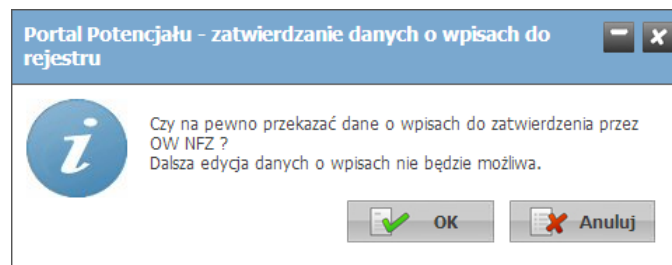 Portal Potencjału - zatwierdzanie danych o wpisach do
rejestru
Czy na pewno przekazać dane o wpisach do zatwierdzenia przez
OW NFZ ?
Dalsza edycja danych o wpisach nie będzie możliwa.
OK
Anuluj